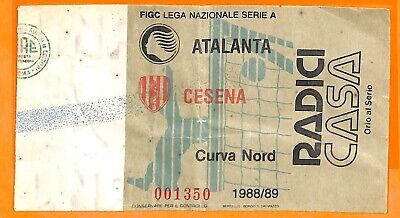 FIGC LEGA NAZIONALE SERIE A
ATALANTA
CESENA
Curva Nord
001350 1988/89
CONSERVARE PER IL CONTROLLO
RADICI
CASA
Orio al Serio